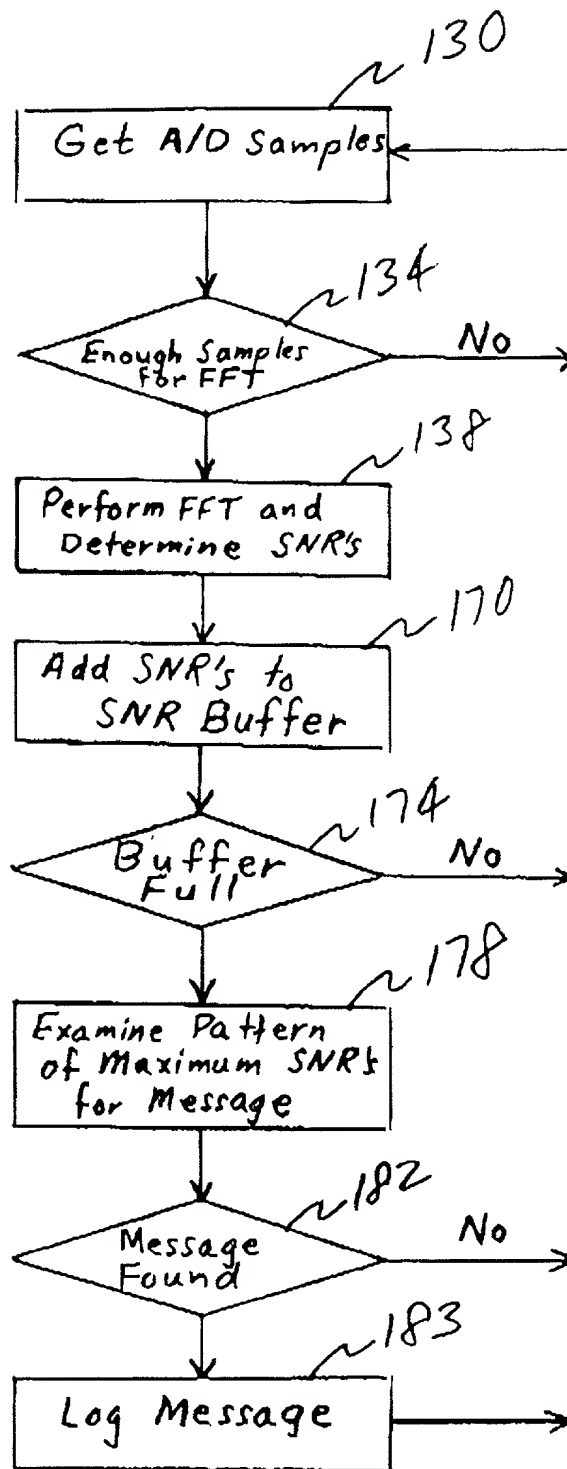 130
Get A/D Samples
134
Enough Samples
for FFT
No
138
Perform FFT and
Determine SNR's
170
Add SNR's to
SNR Buffer
174
Buffer
Full
No
178
Examine Pattern
of Maximum SNR's
for Message
182
Message
Found
No
183
Log Message